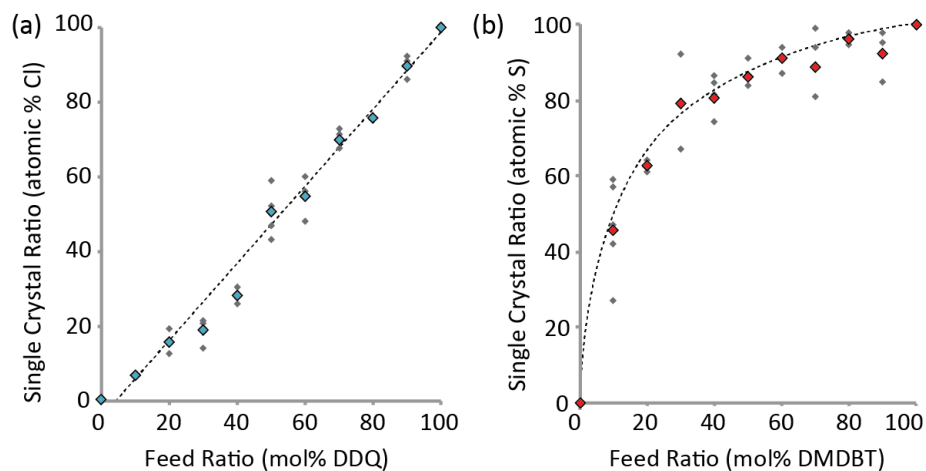 (a)
Single Crystal Ratio (atomic % Cl)
100
80
60
40
20
0
0 20 40 60 80 100
Feed Ratio (mol% DDQ)
(b)
Single Crystal Ratio (atomic % S)
100
80
60
40
20
0
0 20 40 60 80 100
Feed Ratio (mol% DMDBT)